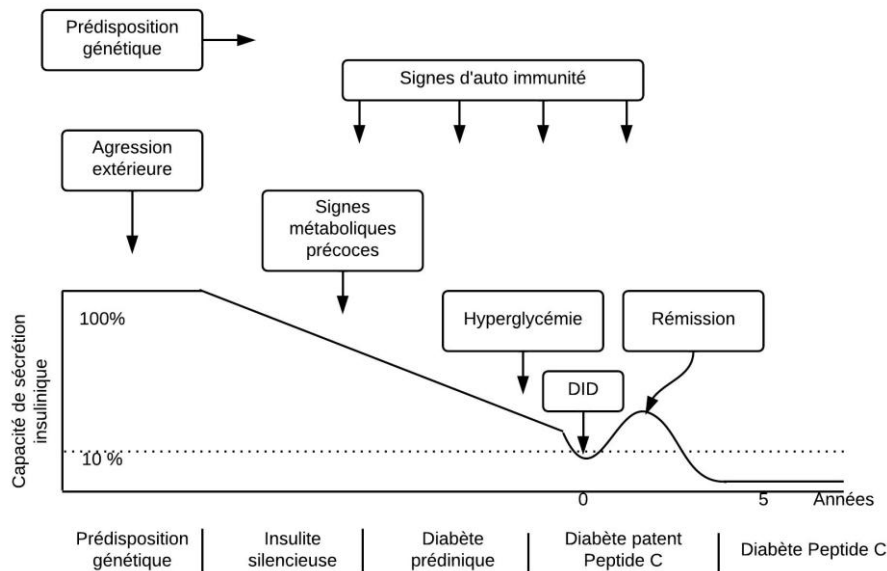 Prédisposition
génétique
Signes d'auto immunité
Agression
extérieure
Signes
métaboliques
précoces
Hyperglycémie
Rémission
DID
Capacité de sécrétion
insulinique
100%
10 %
0
5
Années
Prédisposition
génétique
Insulite
silencieuse
Diabète
prédinique
Diabète patent
Peptide C
Diabète Peptide C